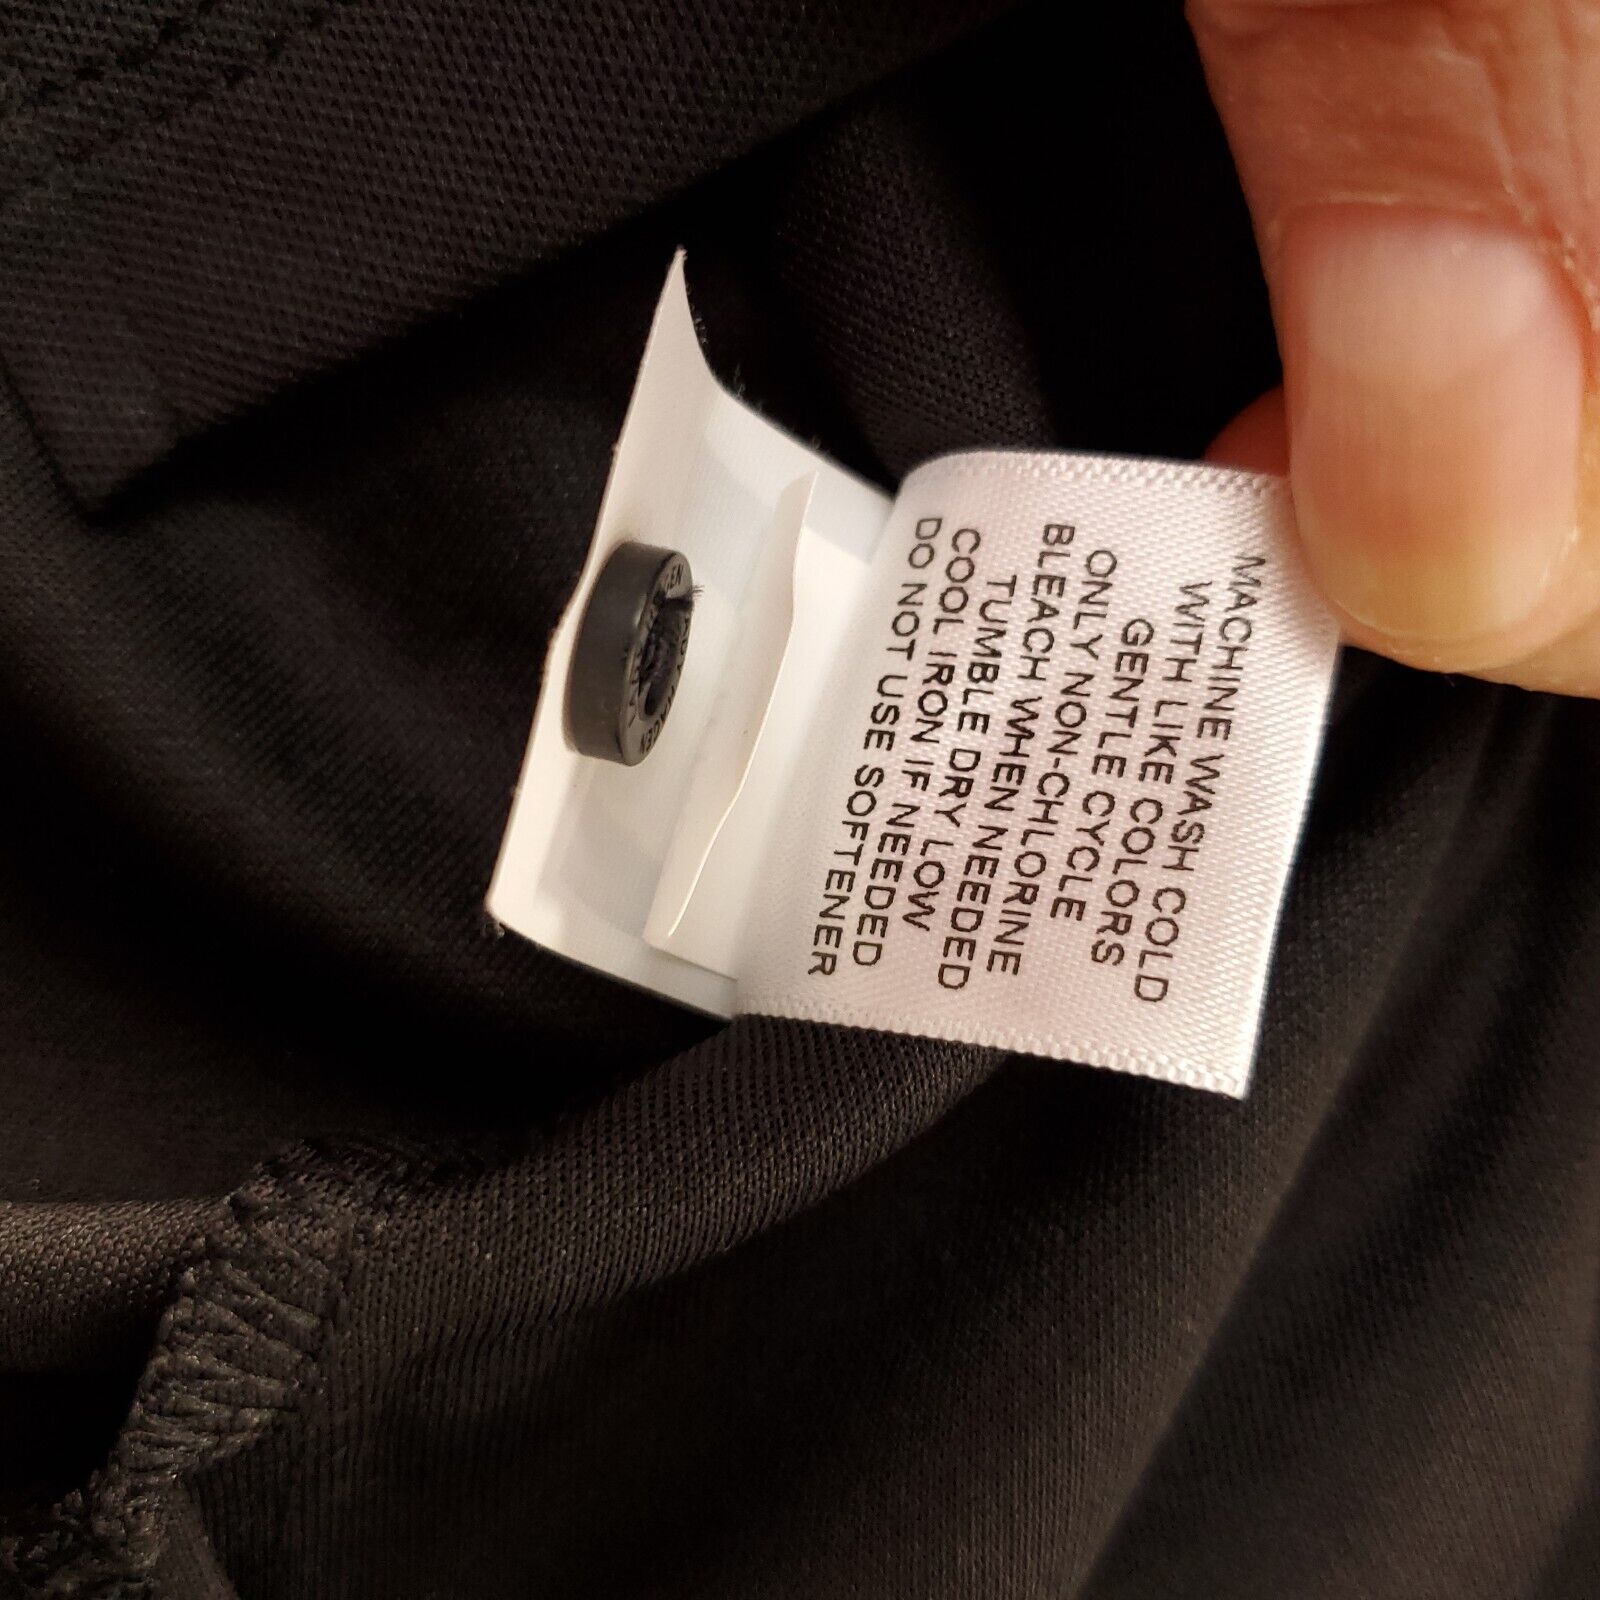 MACHINE WASH COLD
WITH LIKE COLORS
GENTLE CYCLE
ONLY NON-CHLORINE
BLEACH WHEN NEEDED
TUMBLE DRY LOW
COOL IRON IF NEEDED
DO NOT USE SOFTENER